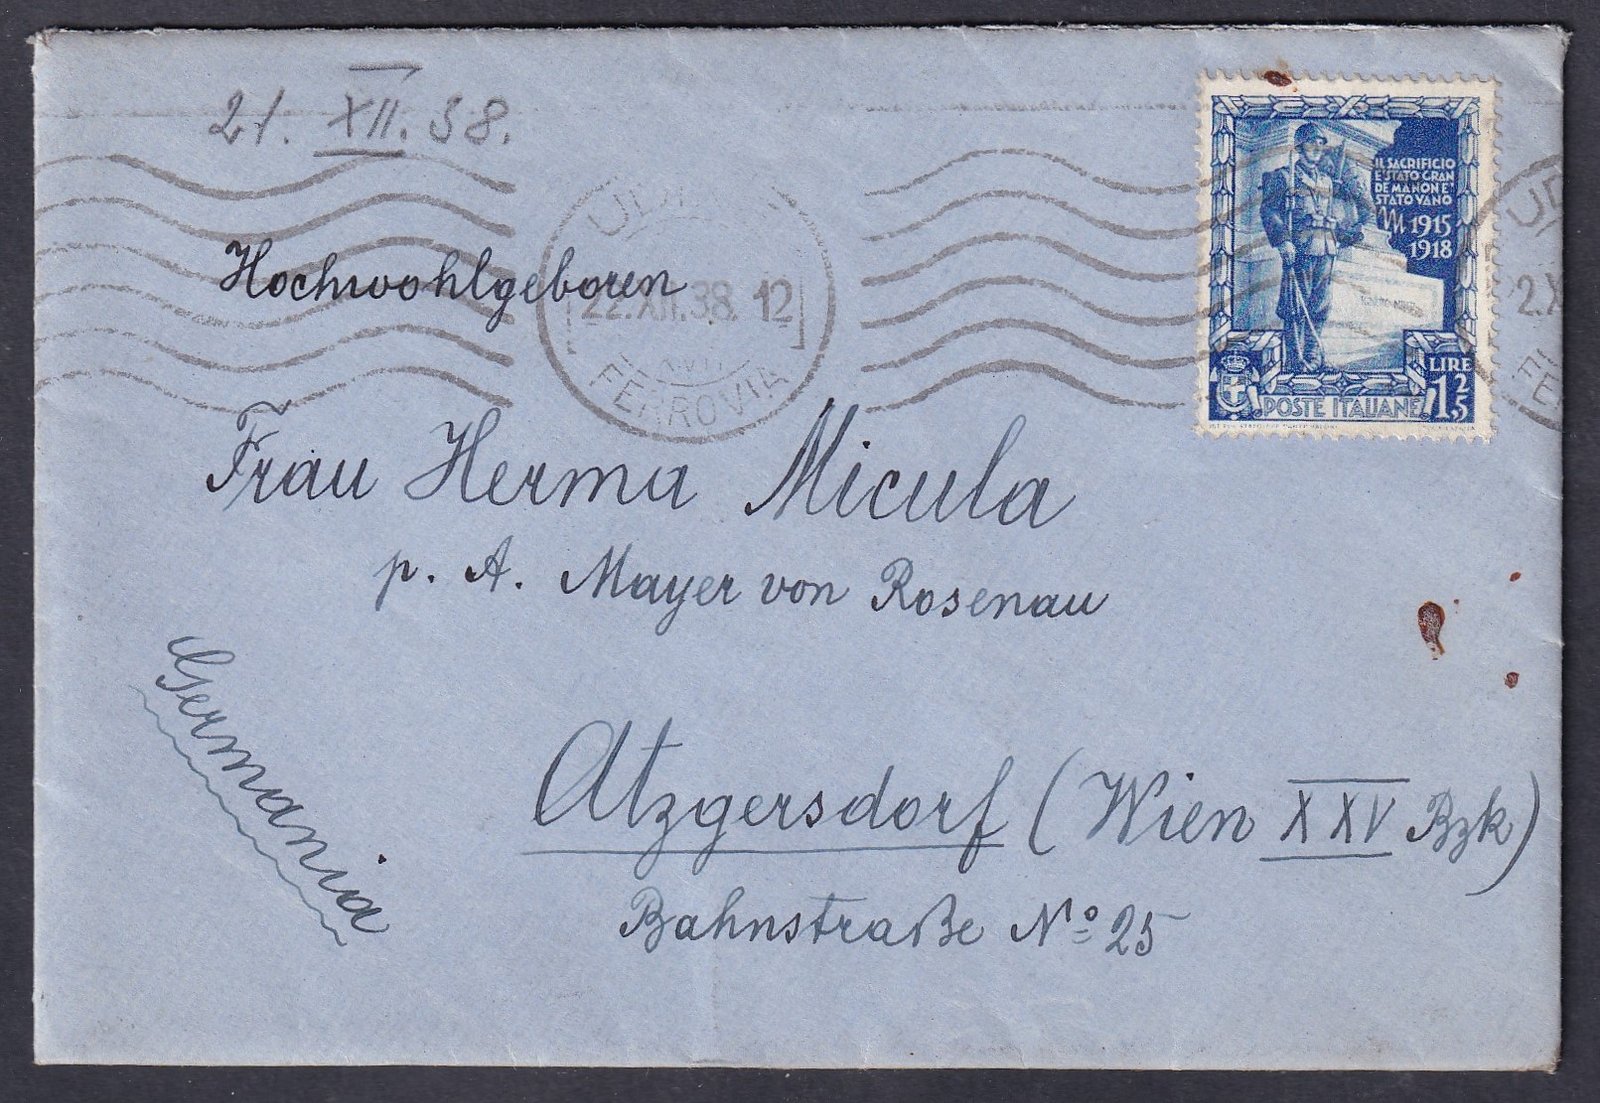 21. XII. 38.
22.XII.38. 12
FERROVIA
IL SACRIFICIO
E' STATO GRAN
DE MA NON E'
STATO VANO
M 1915
1918
LIRE
1,25
POSTE ITALIANE
Hochwohlgeboren
Frau Herma Micula
p. A. Mayer von Rosenau
Germania
Atzgersdorf (Wien XXV Bzk)
Bahnstraße No 25